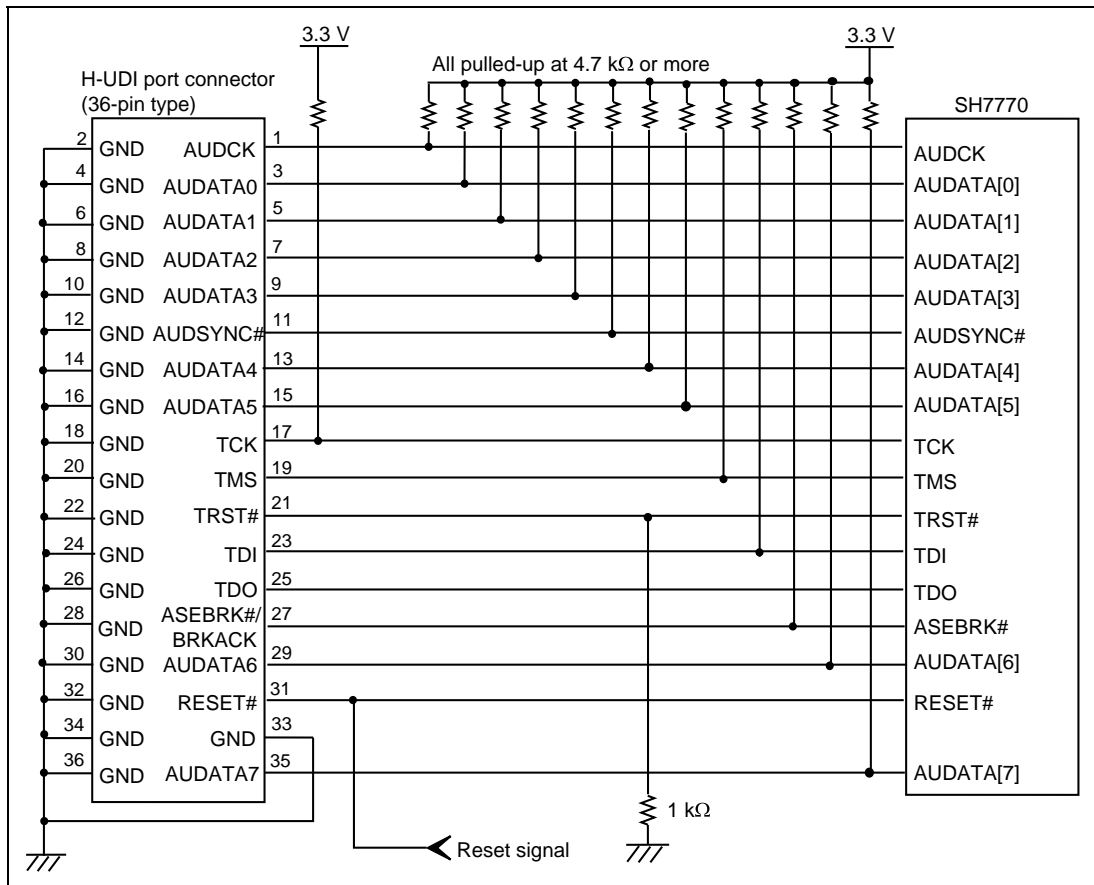 3.3 V
3.3 V
All pulled-up at 4.7 kΩ or more
H-UDI port connector
(36-pin type)
SH7770
2 GND AUDCK 1 AUDCK
4 GND AUDATA0 3 AUDATA[0]
6 GND AUDATA1 5 AUDATA[1]
8 GND AUDATA2 7 AUDATA[2]
10 GND AUDATA3 9 AUDATA[3]
12 GND AUDSYNC# 11 AUDSYNC#
14 GND AUDATA4 13 AUDATA[4]
16 GND AUDATA5 15 AUDATA[5]
18 GND TCK 17 TCK
20 GND TMS 19 TMS
22 GND TRST# 21 TRST#
24 GND TDI 23 TDI
26 GND TDO 25 TDO
28 GND ASEBRK#/ 27 ASEBRK#
BRKACK
30 GND AUDATA6 29 AUDATA[6]
32 GND RESET# 31 RESET#
34 GND GND 33
36 GND AUDATA7 35 AUDATA[7]
1 kΩ
Reset signal